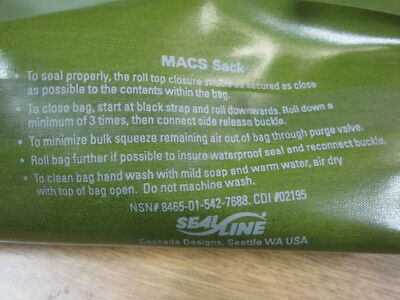 MACS Sack
• To seal properly, the roll top closure should be secured as close
as possible to the contents within the bag.
• To close bag, start at black strap and roll downwards. Roll down a
minimum of 3 times, then connect side release buckle.
• To minimize bulk squeeze remaining air out of bag through purge valve.
• Roll bag further if possible to insure waterproof seal and reconnect buckle.
• To clean bag hand wash with mild soap and warm water, air dry
with top of bag open. Do not machine wash.
NSN# 8465-01-542-7688. CDI #02195
SEAL LINE
Cascade Designs, Seattle WA USA